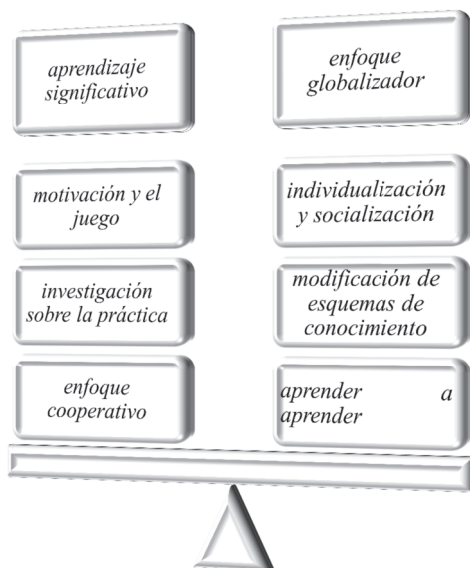 aprendizaje
significativo
enfoque
globalizador
motivación y el
juego
individualización
y socialización
investigación
sobre la práctica
modificación de
esquemas de
conocimiento
enfoque
cooperativo
aprender a
aprender